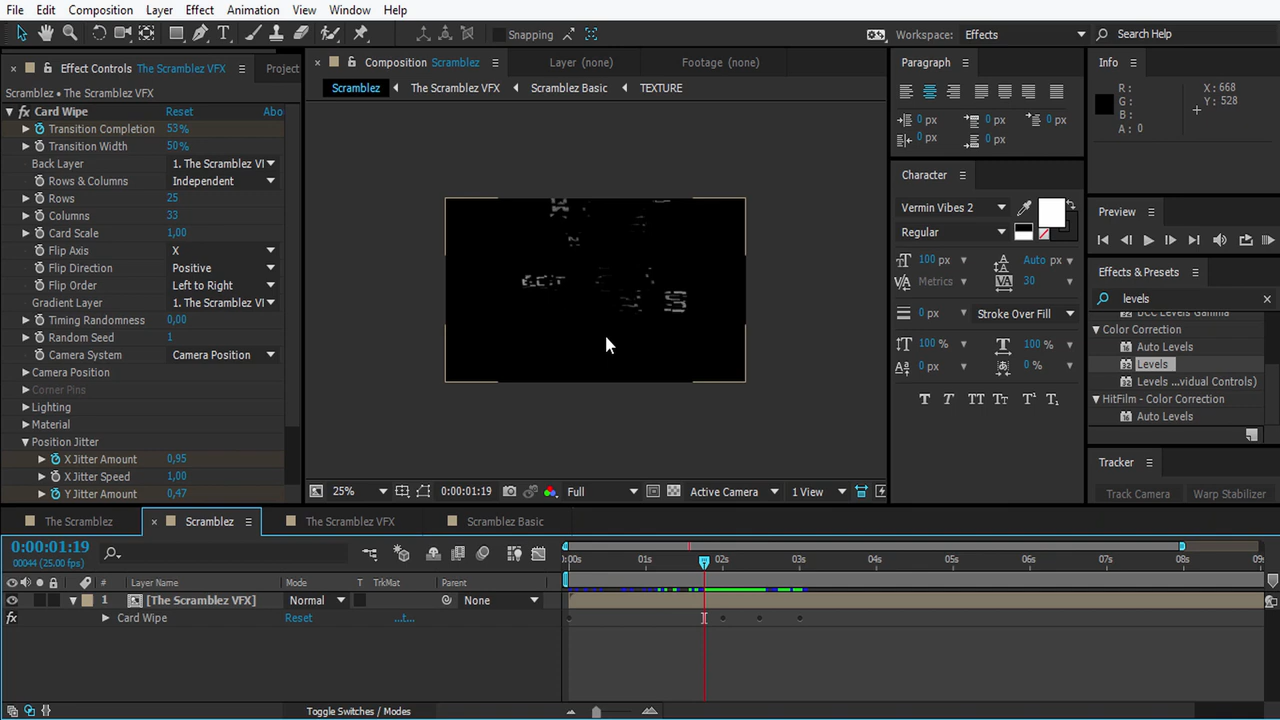 File Edit Composition Layer Effect Animation View Window Help
Snapping
Workspace: Effects
Search Help
Effect Controls The Scramblez VFX
Project
Composition Scramblez
Layer (none)
Footage (none)
Scramblez • The Scramblez VFX
Scramblez The Scramblez VFX Scramblez Basic TEXTURE
fx Card Wipe Reset Abo
Transition Completion 53%
Transition Width 50%
Back Layer 1. The Scramblez VI
Rows & Columns Independent
Rows 25
Columns 33
Card Scale 1,00
Flip Axis X
Flip Direction Positive
Flip Order Left to Right
Gradient Layer 1. The Scramblez VI
Timing Randomness 0,00
Random Seed 1
Camera System Camera Position
Camera Position
Corner Pins
Lighting
Material
Position Jitter
X Jitter Amount 0,95
X Jitter Speed 1,00
Y Jitter Amount 0,47
25% 0:00:01:19 Full Active Camera 1 View
Paragraph
0 px 0 px 0 px
0 px 0 px
Character
Vermin Vibes 2
Regular
100 px Auto px
Metrics 30
0 px Stroke Over Fill
100 % 100 %
0 px 0 %
T T TT Tт T¹ T₁
Info
R: X: 668
G: Y: 528
B:
A: 0
Preview
Effects & Presets
levels
DCC Levels Gamma
Color Correction
Auto Levels
Levels
Levels ...vidual Controls)
HitFilm - Color Correction
Auto Levels
Tracker
Track Camera Warp Stabilizer
The Scramblez Scramblez The Scramblez VFX Scramblez Basic
0:00:01:19
00044 (25.00 fps)
:00s 01s 02s 03s 04s 05s 06s 07s 08s 09
# Layer Name Mode T TrkMat Parent
1 [The Scramblez VFX] Normal None
fx Card Wipe Reset ...t...
Toggle Switches / Modes